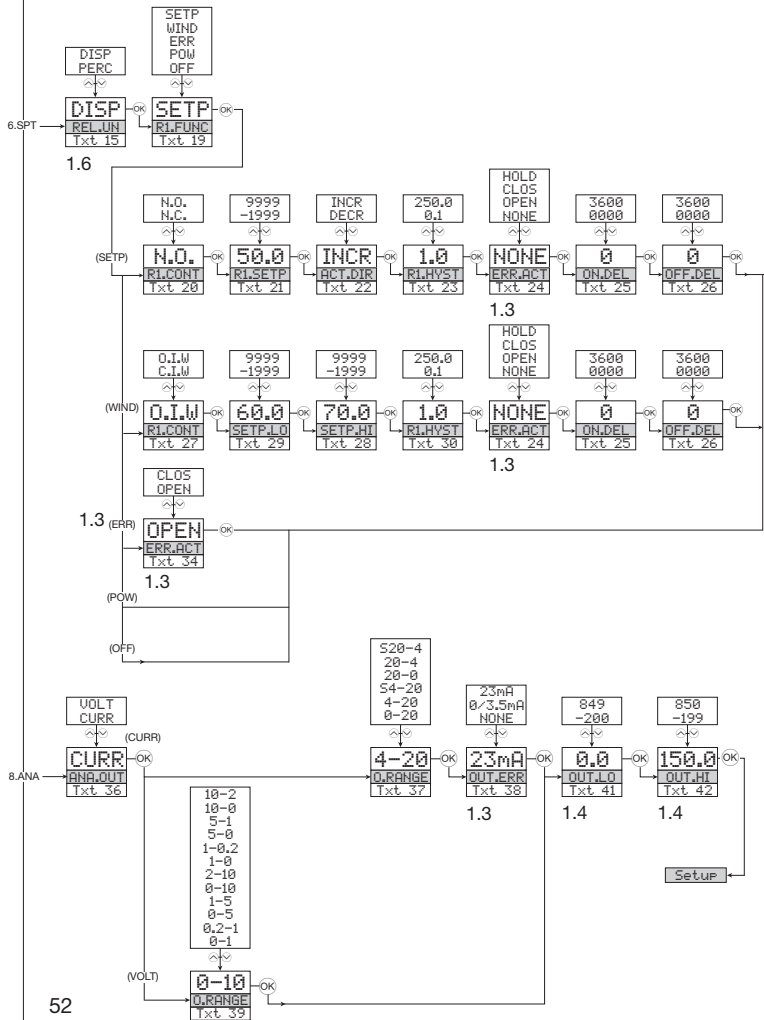 SETP
WIND
ERR
POW
OFF
DISP
PERC
6.SPT
DISP
OK
SETP
OK
REL.UN
R1.FUNC
Txt 15
Txt 19
1.6
N.O.
N.C.
9999
-1999
INCR
DECR
250.0
0.1
HOLD
CLOS
OPEN
NONE
3600
0000
3600
0000
(SETP)
N.O.
OK
50.0
OK
INCR
OK
1.0
OK
NONE
OK
0
OK
0
OK
R1.CONT
R1.SETP
ACT.DIR
R1.HYST
ERR.ACT
ON.DEL
OFF.DEL
Txt 20
Txt 21
Txt 22
Txt 23
Txt 24
Txt 25
Txt 26
1.3
O.I.W
C.I.W
9999
-1999
9999
-1999
250.0
0.1
HOLD
CLOS
OPEN
NONE
3600
0000
3600
0000
(WIND)
O.I.W
OK
60.0
OK
70.0
OK
1.0
OK
NONE
OK
0
OK
0
OK
R1.CONT
SETP.LO
SETP.HI
R1.HYST
ERR.ACT
ON.DEL
OFF.DEL
Txt 27
Txt 29
Txt 28
Txt 30
Txt 24
Txt 25
Txt 26
1.3
CLOS
OPEN
1.3
(ERR)
OPEN
OK
ERR.ACT
Txt 34
1.3
(POW)
(OFF)
VOLT
CURR
S20-4
20-4
20-0
S4-20
4-20
0-20
23mA
0/3.5mA
NONE
849
-200
850
-199
(CURR)
8.ANA
CURR
OK
4-20
OK
23mA
OK
0.0
OK
150.0
OK
ANA.OUT
O.RANGE
OUT.ERR
OUT.LO
OUT.HI
Txt 36
Txt 37
Txt 38
Txt 41
Txt 42
1.3
1.4
1.4
10-2
10-0
5-1
5-0
1-0.2
1-0
2-10
0-10
1-5
0-5
0.2-1
0-1
Setup
(VOLT)
0-10
OK
O.RANGE
Txt 39
52